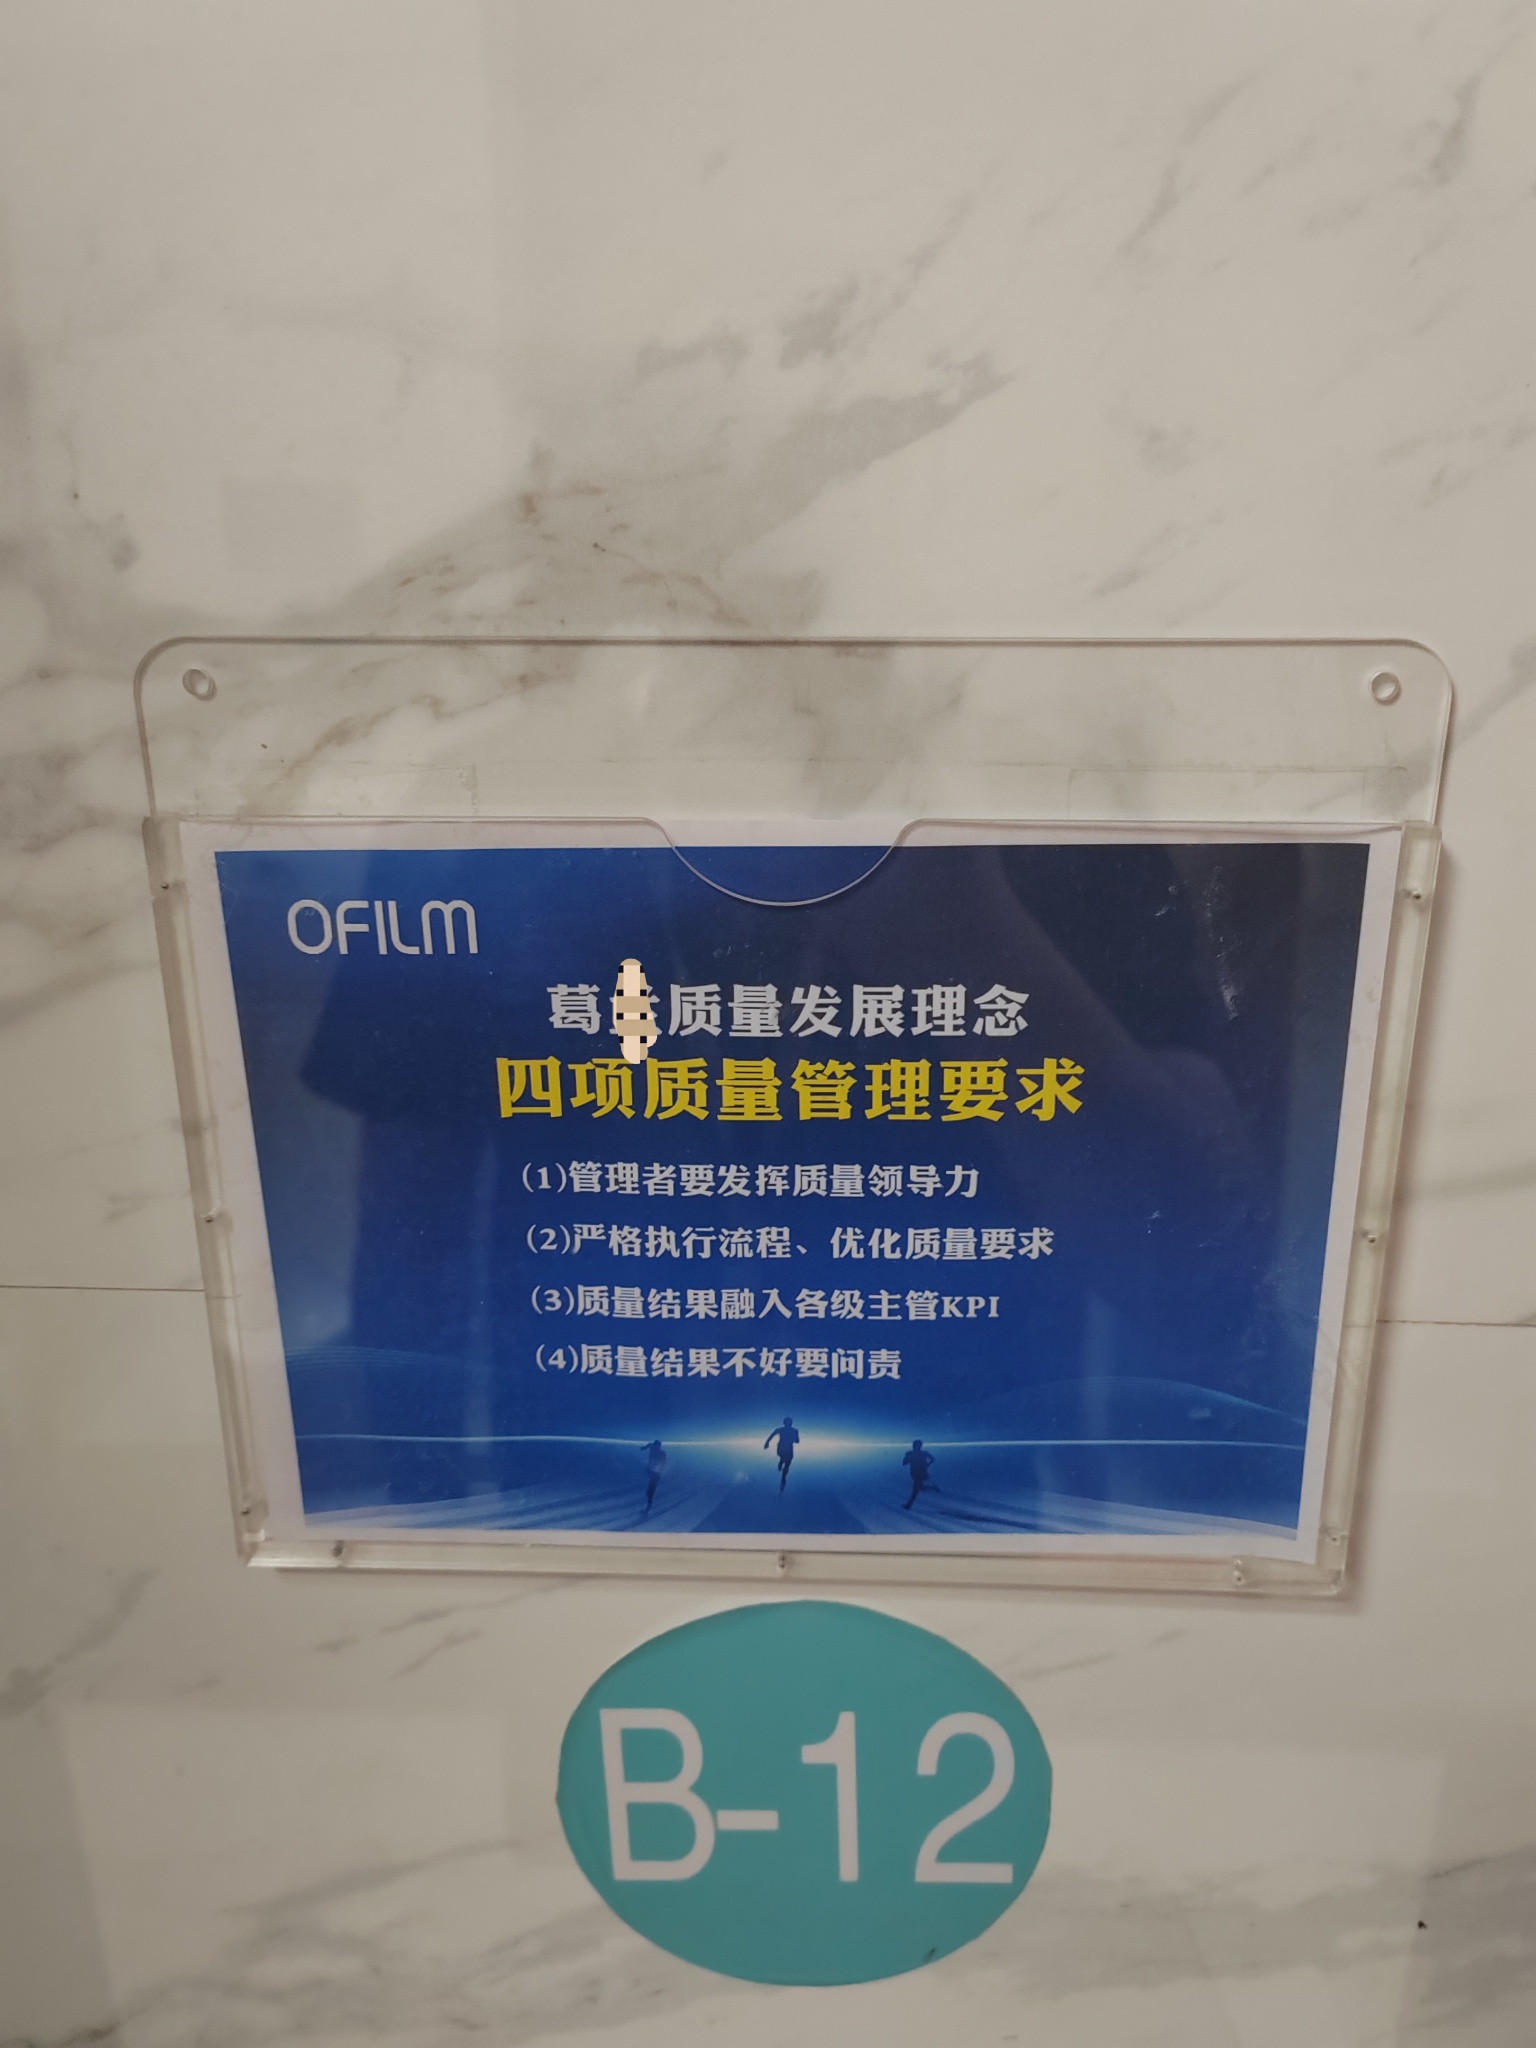 OFILM
葛质量发展理念
四项质量管理要求
(1)管理者要发挥质量领导力
(2)严格执行流程、优化质量要求
(3)质量结果融入各级主管KPI
(4)质量结果不好要问责
B-12